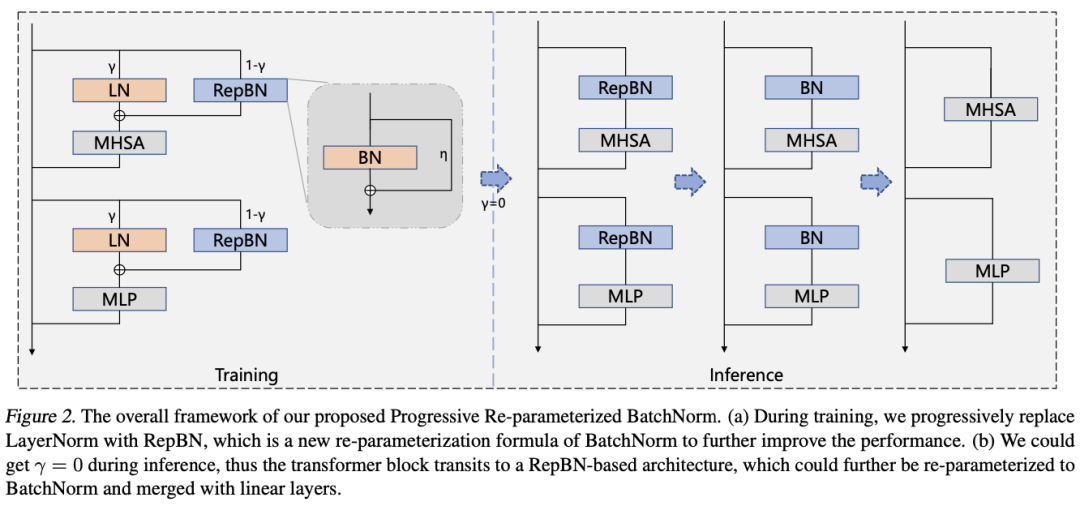 γ
1-γ
LN
RepBN
MHSA
BN
η
γ
1-γ
LN
RepBN
MLP
γ=0
Training
RepBN
MHSA
RepBN
MLP
BN
MHSA
BN
MLP
MHSA
MLP
Inference
Figure 2. The overall framework of our proposed Progressive Re-parameterized BatchNorm. (a) During training, we progressively replace
LayerNorm with RepBN, which is a new re-parameterization formula of BatchNorm to further improve the performance. (b) We could
get γ = 0 during inference, thus the transformer block transits to a RepBN-based architecture, which could further be re-parameterized to
BatchNorm and merged with linear layers.